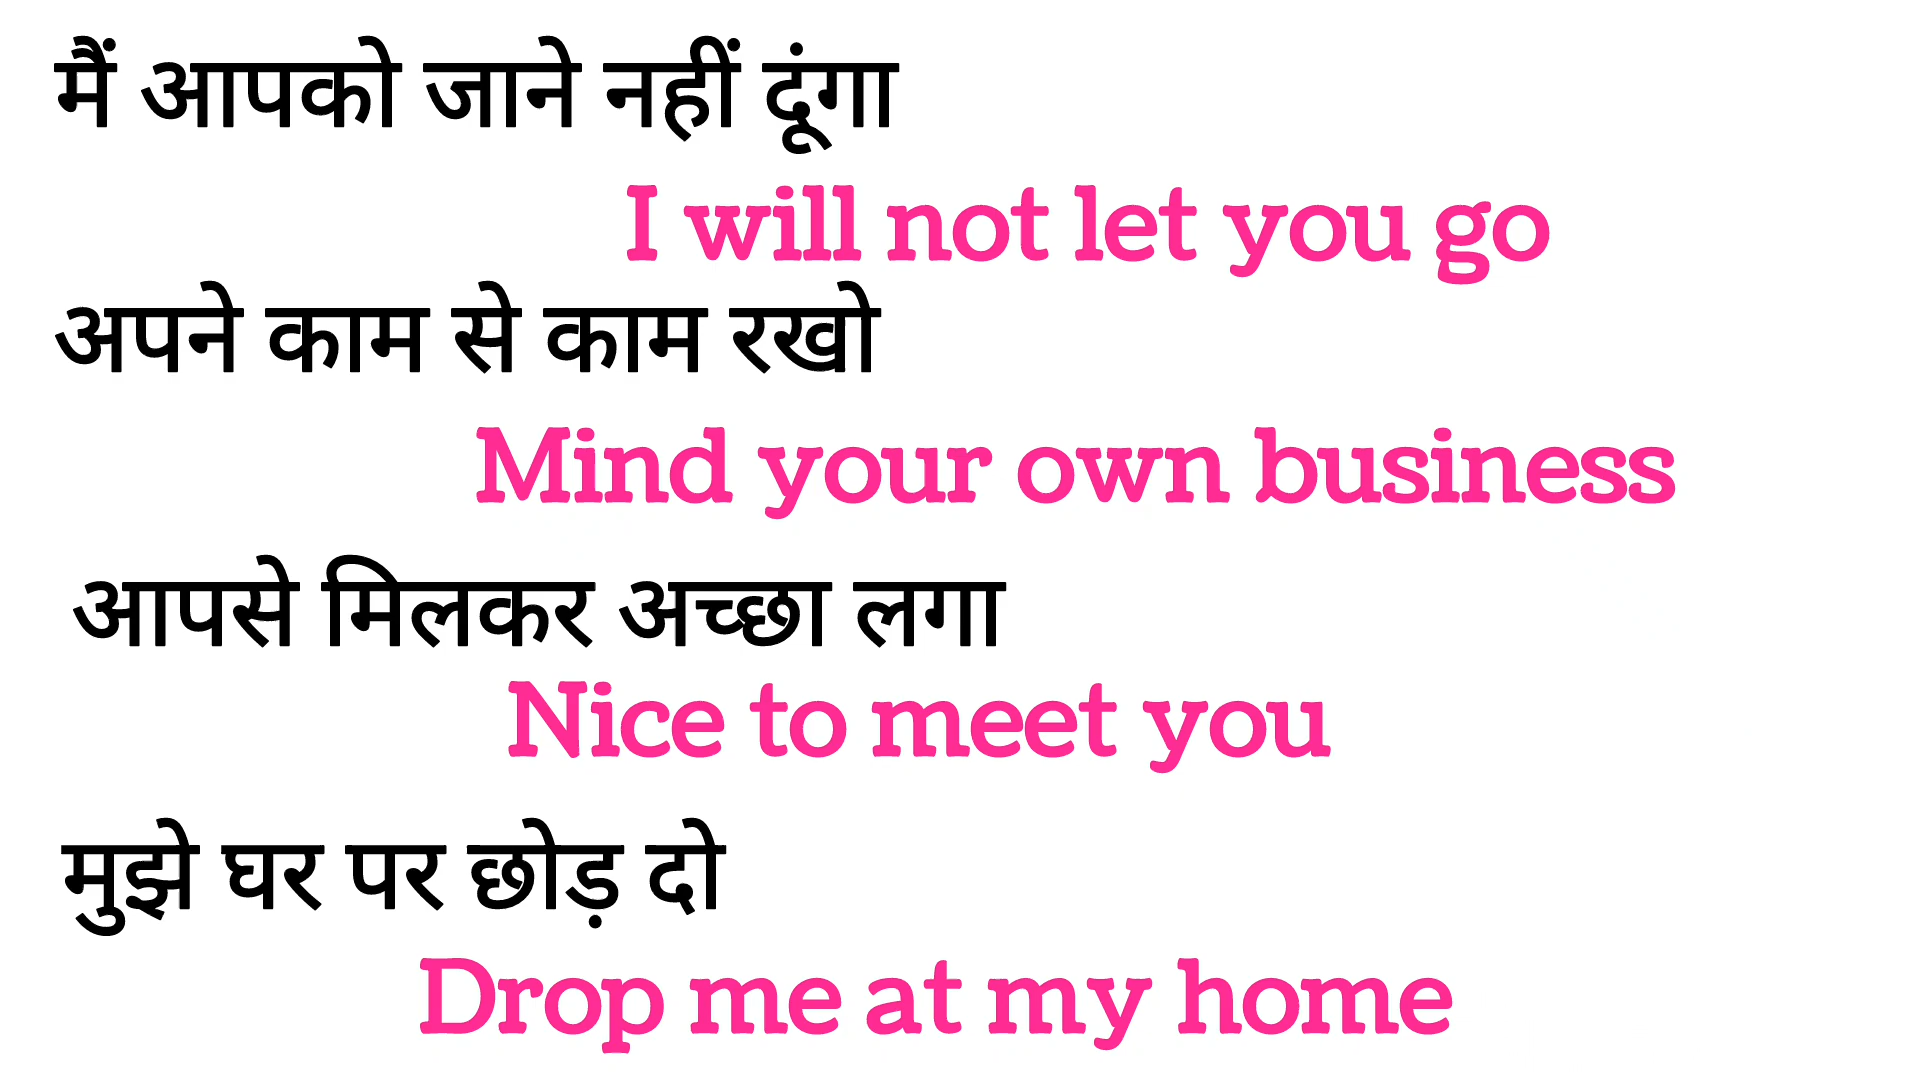 मैं आपको जाने नहीं दूंगा
I will not let you go
अपने काम से काम रखो
Mind your own business
आपसे मिलकर अच्छा लगा
Nice to meet you
मुझे घर पर छोड़ दो
Drop me at my home